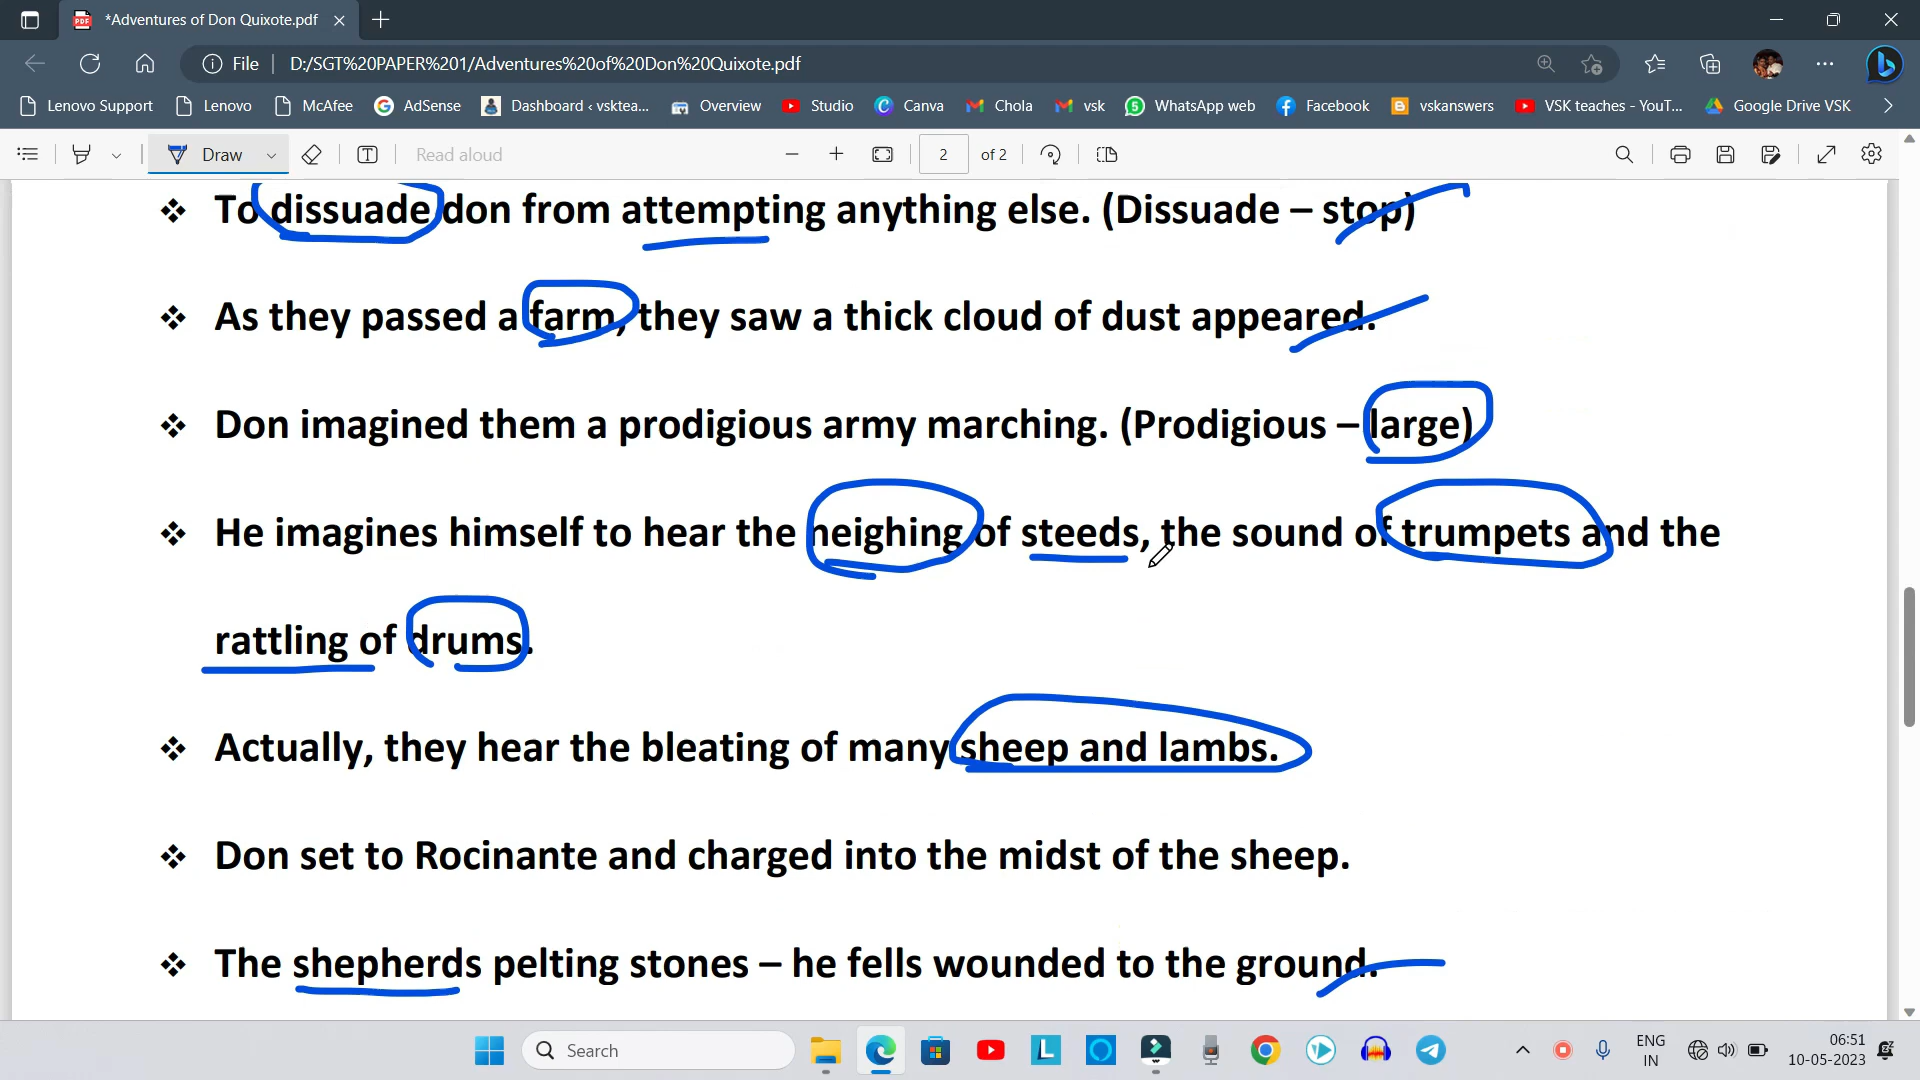 *Adventures of Don Quixote.pdf
File D:/SGT%20PAPER%201/Adventures%20of%20Don%20Quixote.pdf
Lenovo Support Lenovo McAfee AdSense Dashboard < vsktea... Overview Studio Canva Chola vsk WhatsApp web Facebook vskanswers VSK teaches - YouT... Google Drive VSK
Draw Read aloud 2 of 2
❖ To dissuade don from attempting anything else. (Dissuade – stop)
❖ As they passed a farm, they saw a thick cloud of dust appeared.
❖ Don imagined them a prodigious army marching. (Prodigious – large)
❖ He imagines himself to hear the neighing of steeds, the sound of trumpets and the
rattling of drums.
❖ Actually, they hear the bleating of many sheep and lambs.
❖ Don set to Rocinante and charged into the midst of the sheep.
❖ The shepherds pelting stones – he fells wounded to the ground.
Search
ENG
IN
06:51
10-05-2023